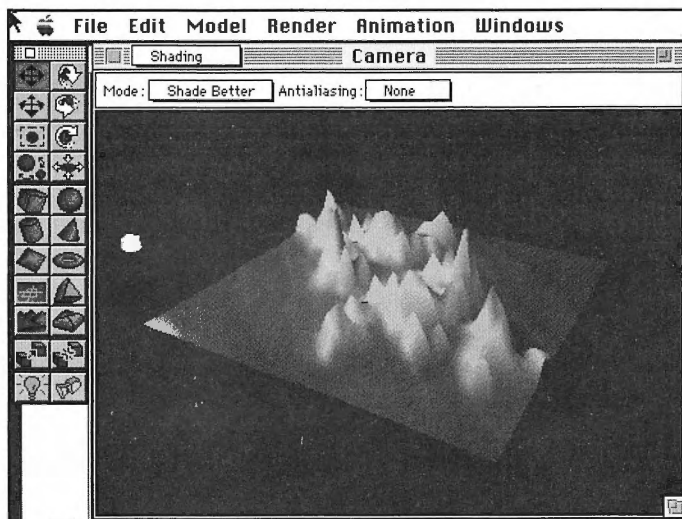 File Edit Model Render Animation Windows
Shading Camera
Mode: Shade Better Antialiasing: None